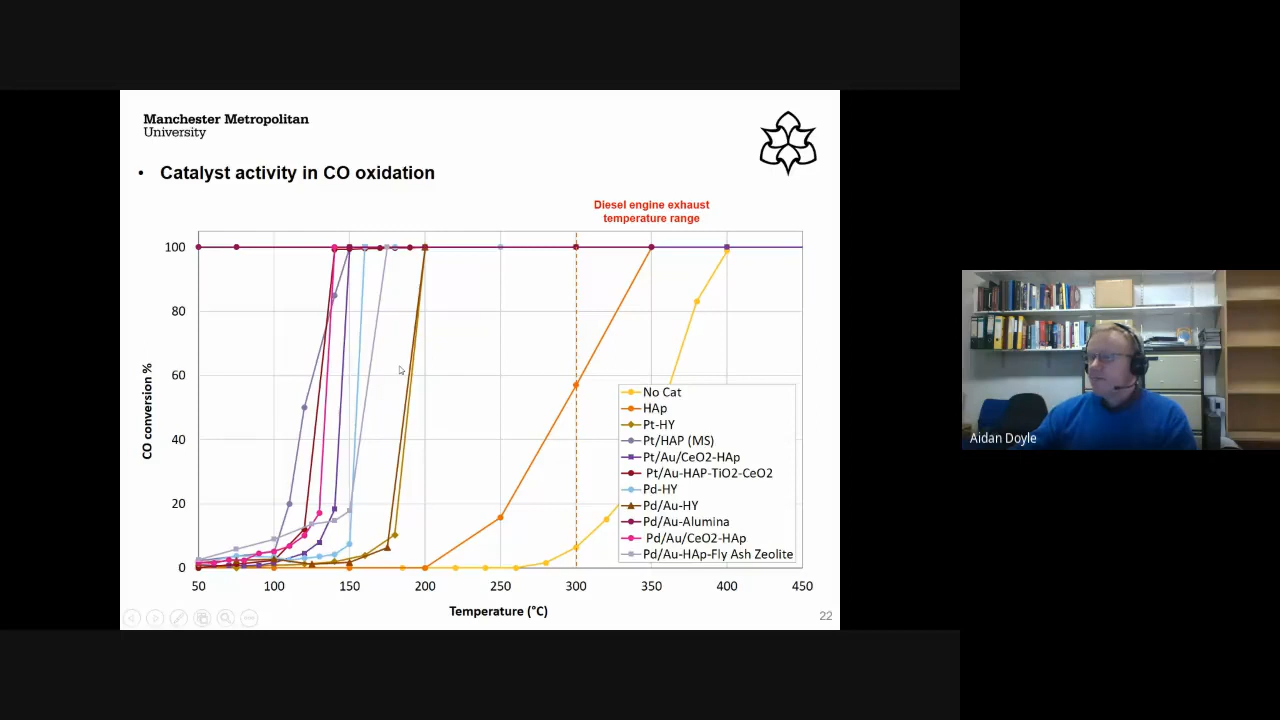 Manchester Metropolitan
University
• Catalyst activity in CO oxidation
Diesel engine exhaust
temperature range
100
80
60
40
20
0
CO conversion %
50 100 150 200 250 300 350 400 450
Temperature (°C)
No Cat
HAp
Pt-HY
Pt/HAP (MS)
Pt/Au/CeO2-HAp
Pt/Au-HAP-TiO2-CeO2
Pd-HY
Pd/Au-HY
Pd/Au-Alumina
Pd/Au/CeO2-HAp
Pd/Au-HAp-Fly Ash Zeolite
22
Aidan Doyle